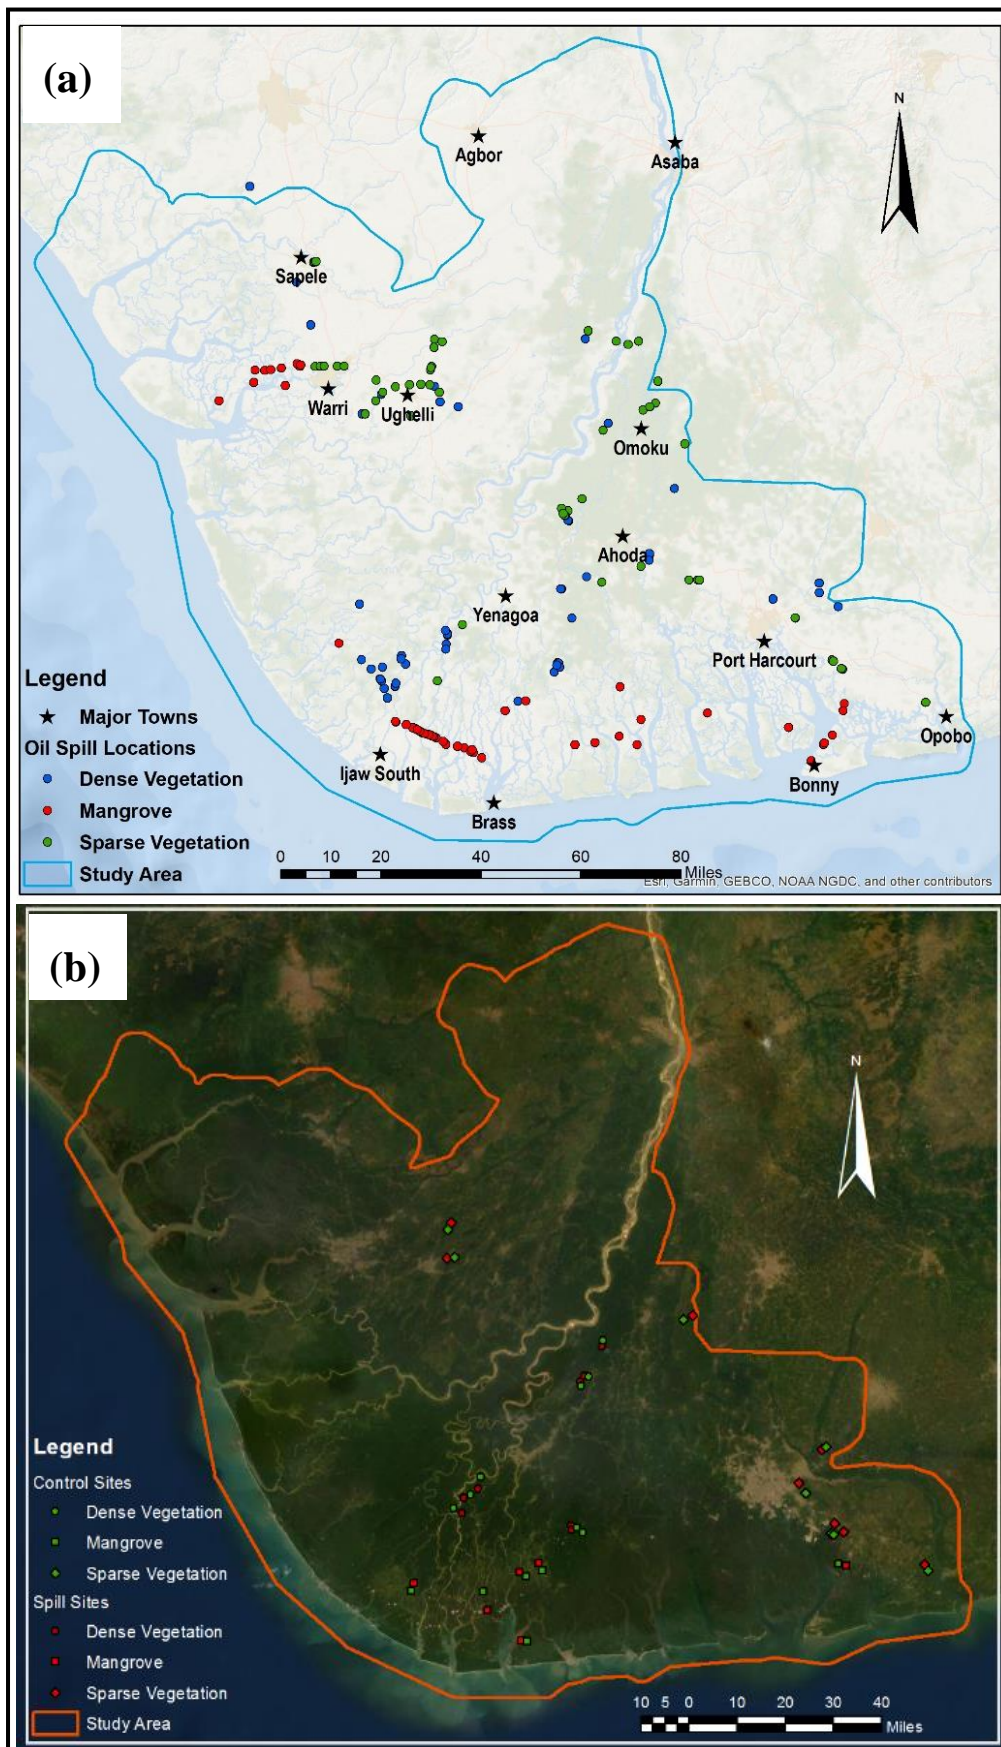 (a)
N
Agbor
Asaba
Sapele
Warri
Ughelli
Omoku
Ahoda
Yenagoa
Port Harcourt
Opobo
Ijaw South
Bonny
Brass
Legend
Major Towns
Oil Spill Locations
Dense Vegetation
Mangrove
Sparse Vegetation
Study Area
0 10 20 40 60 80
Miles
Esri, Garmin, GEBCO, NOAA NGDC, and other contributors
(b)
N
Legend
Control Sites
Dense Vegetation
Mangrove
Sparse Vegetation
Spill Sites
Dense Vegetation
Mangrove
Sparse Vegetation
Study Area
10 5 0 10 20 30 40
Miles